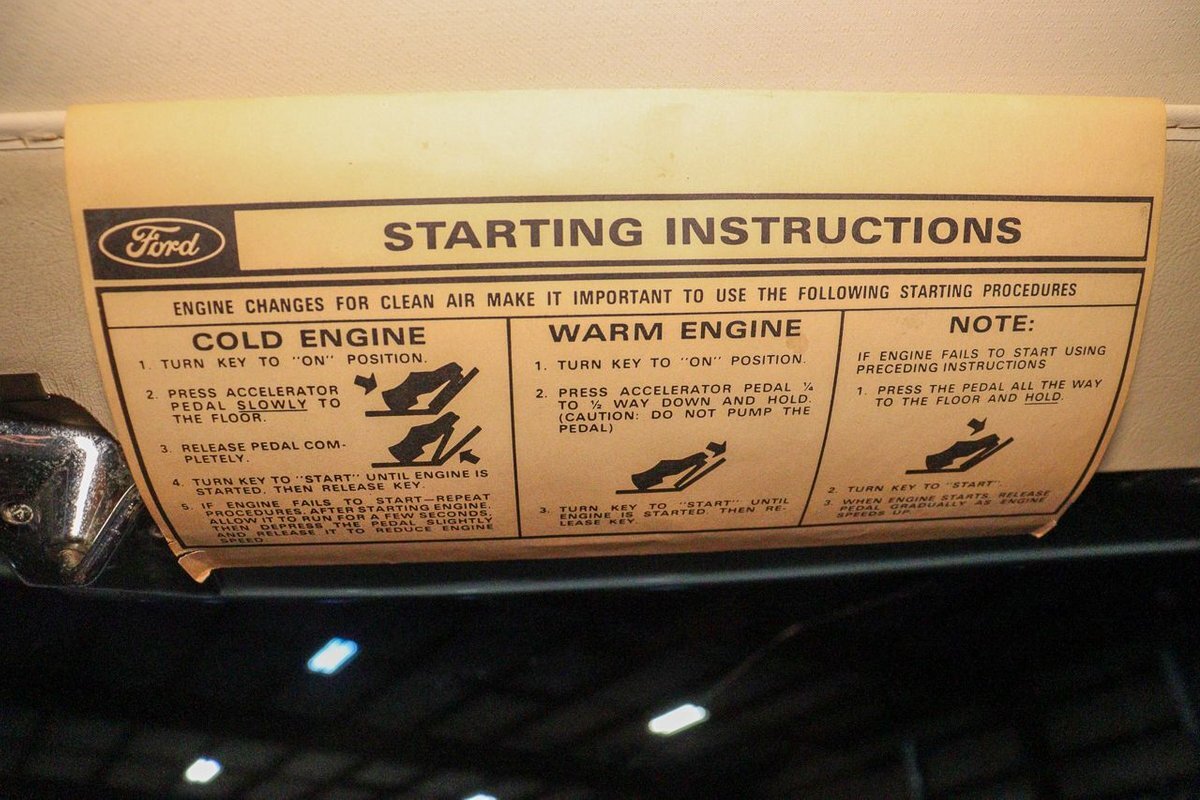 Ford
STARTING INSTRUCTIONS
ENGINE CHANGES FOR CLEAN AIR MAKE IT IMPORTANT TO USE THE FOLLOWING STARTING PROCEDURES
COLD ENGINE
1. TURN KEY TO "ON" POSITION.
2. PRESS ACCELERATOR
PEDAL SLOWLY TO
THE FLOOR.
3. RELEASE PEDAL COM-
PLETELY.
4. TURN KEY TO "START" UNTIL ENGINE IS
STARTED, THEN RELEASE KEY.
5. IF ENGINE FAILS TO START—REPEAT
PROCEDURES. AFTER STARTING ENGINE,
ALLOW IT TO RUN FOR A FEW SECONDS,
THEN DEPRESS THE PEDAL SLIGHTLY
AND RELEASE IT TO REDUCE ENGINE
SPEED
WARM ENGINE
1. TURN KEY TO "ON" POSITION.
2. PRESS ACCELERATOR PEDAL ¼
TO ½ WAY DOWN AND HOLD.
(CAUTION: DO NOT PUMP THE
PEDAL)
3. TURN KEY TO "START" UNTIL
ENGINE IS STARTED. THEN RE-
LEASE KEY.
NOTE:
IF ENGINE FAILS TO START USING
PRECEDING INSTRUCTIONS
1. PRESS THE PEDAL ALL THE WAY
TO THE FLOOR AND HOLD.
2. TURN KEY TO "START".
3. WHEN ENGINE STARTS, RELEASE
PEDAL GRADUALLY AS ENGINE
SPEEDS UP.